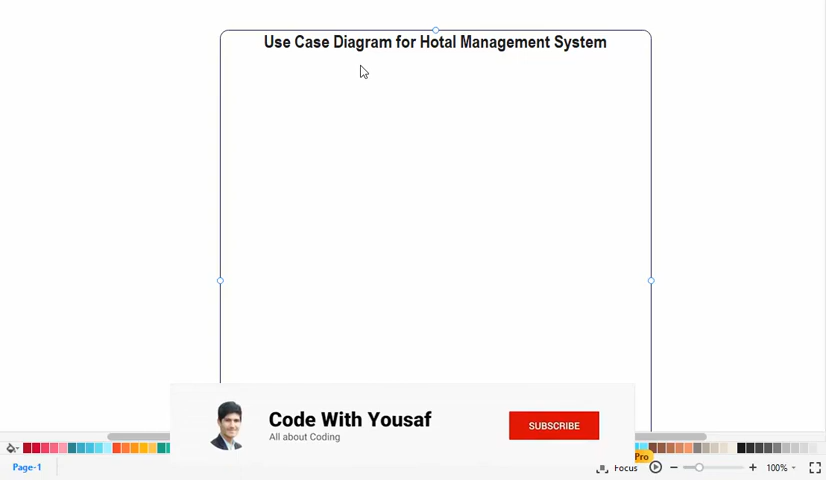 Use Case Diagram for Hotal Management System
Code With Yousaf
All about Coding
SUBSCRIBE
Pro
Page-1
Focus
100%